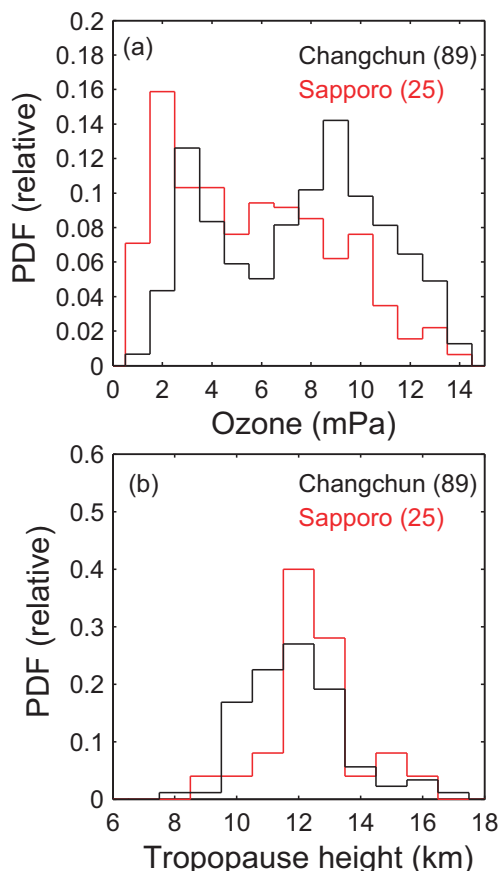 (a)
Changchun (89)
Sapporo (25)
PDF (relative)
0.2
0.18
0.16
0.14
0.12
0.1
0.08
0.06
0.04
0.02
0
0 2 4 6 8 10 12 14
Ozone (mPa)
(b)
Changchun (89)
Sapporo (25)
PDF (relative)
0.6
0.5
0.4
0.3
0.2
0.1
0
6 8 10 12 14 16 18
Tropopause height (km)